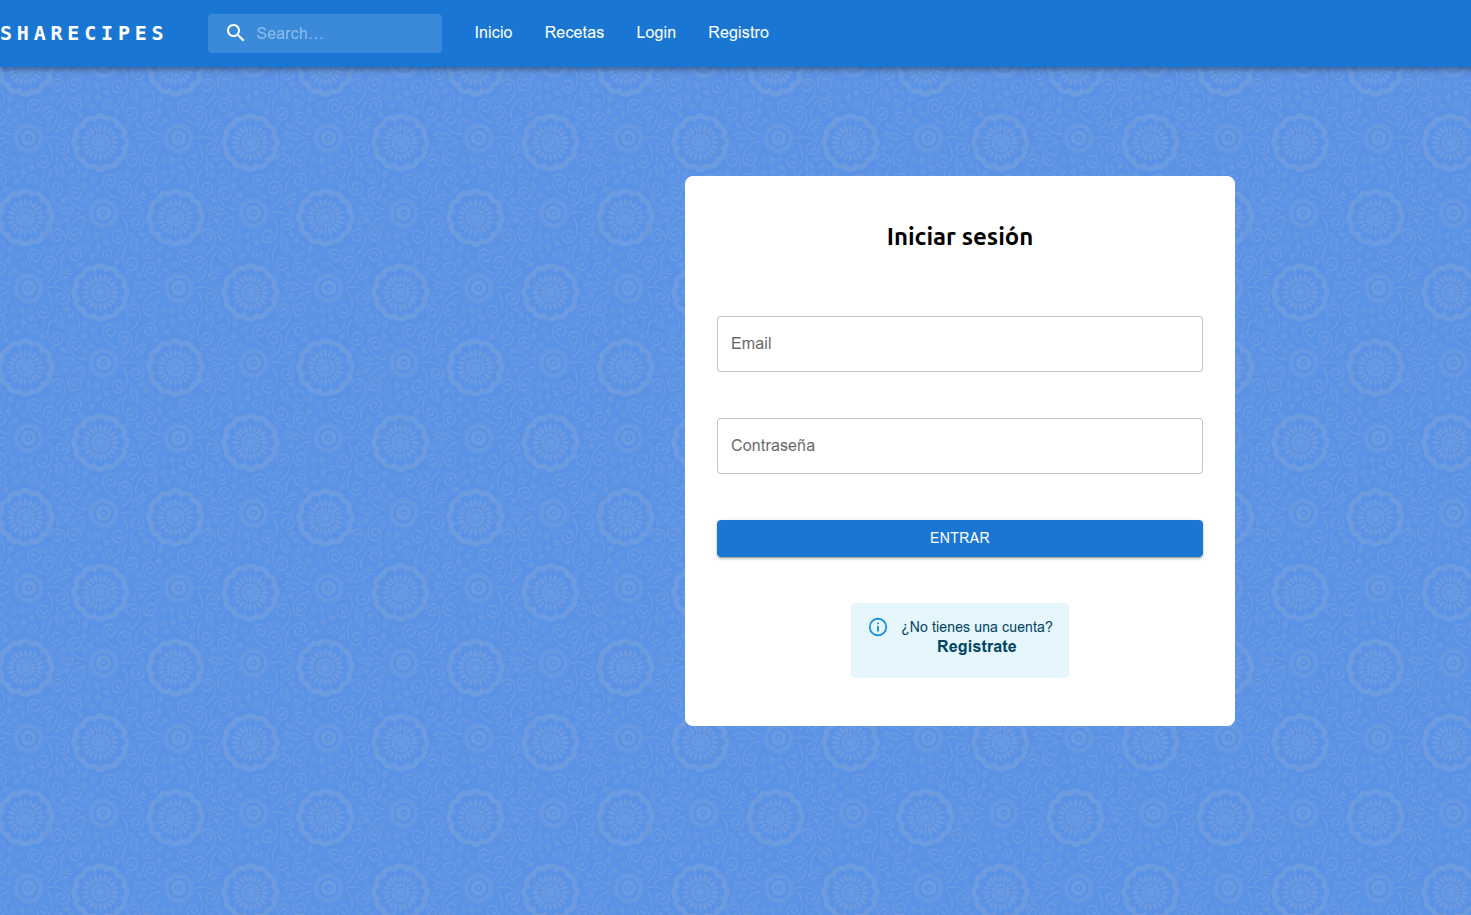 SHARECIPES Search… Inicio Recetas Login Registro
Iniciar sesión
Email
Contraseña
ENTRAR
¿No tienes una cuenta?
Registrate